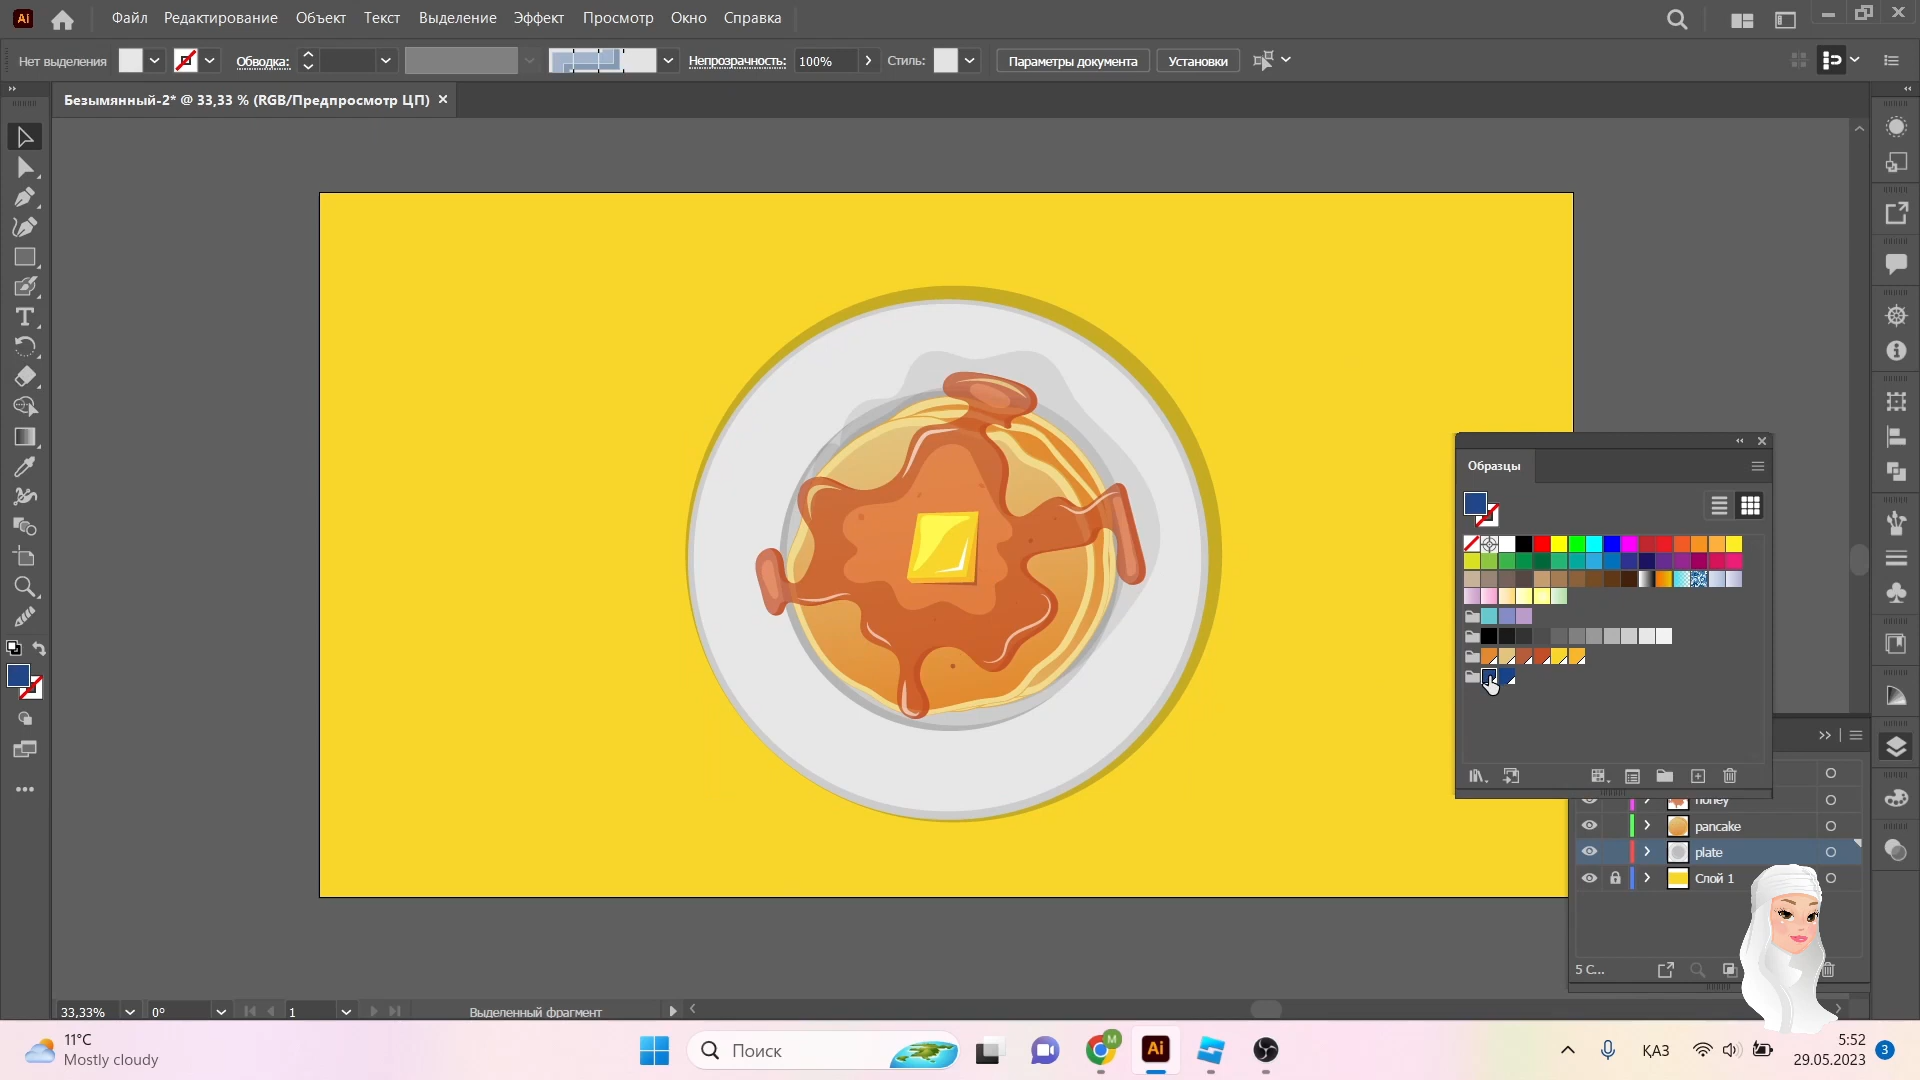 Ai Файл Редактирование Объект Текст Выделение Эффект Просмотр Окно Справка
Нет выделения Обводка: Непрозрачность: 100% Стиль: Параметры документа Установки
Безымянный-2* @ 33,33 % (RGB/Предпросмотр ЦП)
Образцы
honey
pancake
plate
Слой 1
5 С...
33,33% 0° 1 Выделенный фрагмент
11°C
Mostly cloudy
Поиск
M
Ai
ҚАЗ
5:52
29.05.2023
3